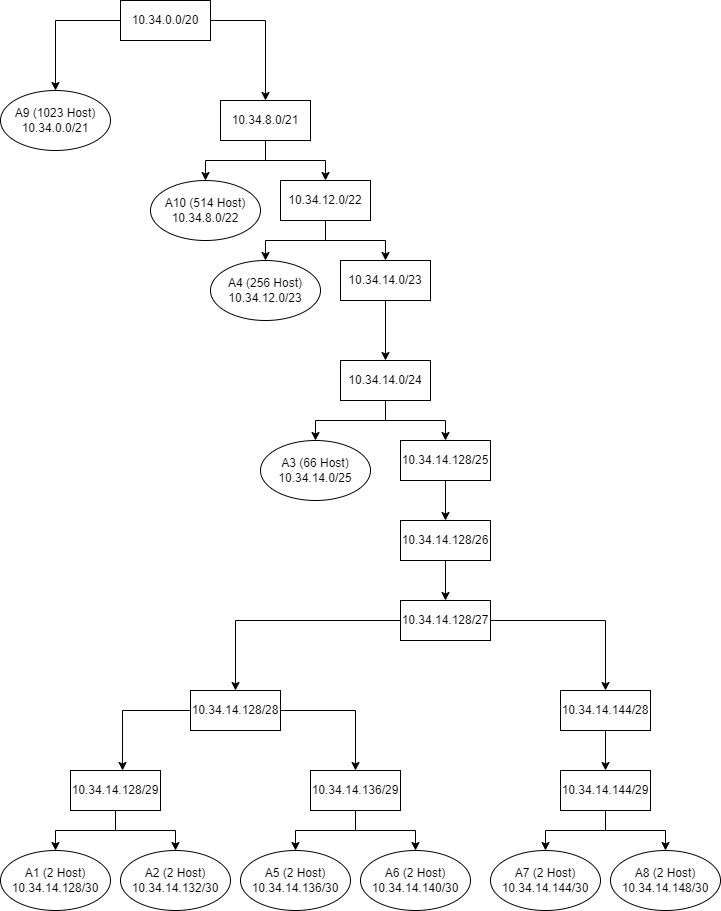 10.34.0.0/20
A9 (1023 Host)
10.34.0.0/21
10.34.8.0/21
A10 (514 Host)
10.34.8.0/22
10.34.12.0/22
A4 (256 Host)
10.34.12.0/23
10.34.14.0/23
10.34.14.0/24
A3 (66 Host)
10.34.14.0/25
10.34.14.128/25
10.34.14.128/26
10.34.14.128/27
10.34.14.128/28
10.34.14.144/28
10.34.14.128/29
10.34.14.136/29
10.34.14.144/29
A1 (2 Host)
10.34.14.128/30
A2 (2 Host)
10.34.14.132/30
A5 (2 Host)
10.34.14.136/30
A6 (2 Host)
10.34.14.140/30
A7 (2 Host)
10.34.14.144/30
A8 (2 Host)
10.34.14.148/30